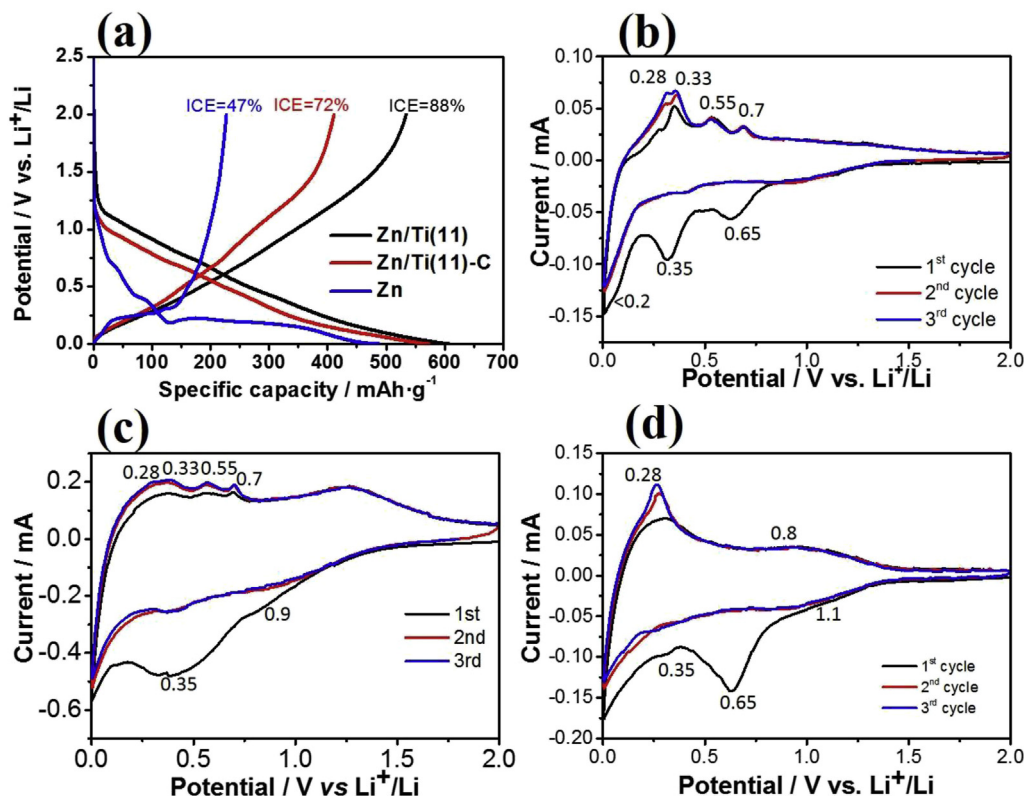 (a)
2.5
2.0
1.5
1.0
0.5
0.0
Potential / V vs. Li⁺/Li
ICE=47%
ICE=72%
ICE=88%
Zn/Ti(11)
Zn/Ti(11)-C
Zn
0
100
200
300
400
500
600
700
Specific capacity / mAh·g⁻¹
(b)
0.10
0.05
0.00
-0.05
-0.10
-0.15
Current / mA
0.28
0.33
0.55
0.7
0.65
0.35
<0.2
1ˢᵗ cycle
2ⁿᵈ cycle
3ʳᵈ cycle
0.0
0.5
1.0
1.5
2.0
Potential / V vs. Li⁺/Li
(c)
0.2
0.0
-0.2
-0.4
-0.6
Current / mA
0.28
0.33
0.55
0.7
0.9
0.35
1st
2nd
3rd
0.0
0.5
1.0
1.5
2.0
Potential / V vs Li⁺/Li
(d)
0.15
0.10
0.05
0.00
-0.05
-0.10
-0.15
-0.20
Current / mA
0.28
0.8
1.1
0.35
0.65
1ˢᵗ cycle
2ⁿᵈ cycle
3ʳᵈ cycle
0.0
0.5
1.0
1.5
2.0
Potential / V vs. Li⁺/Li